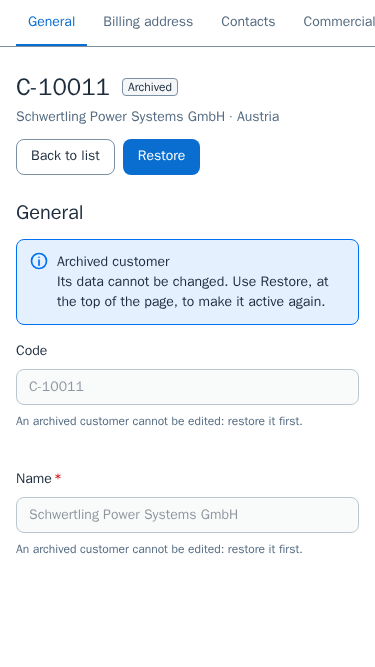 General Billing address Contacts Commercial
C-10011 Archived
Schwertling Power Systems GmbH · Austria
Back to list Restore
General
Archived customer
Its data cannot be changed. Use Restore, at
the top of the page, to make it active again.
Code
C-10011
An archived customer cannot be edited: restore it first.
Name *
Schwertling Power Systems GmbH
An archived customer cannot be edited: restore it first.